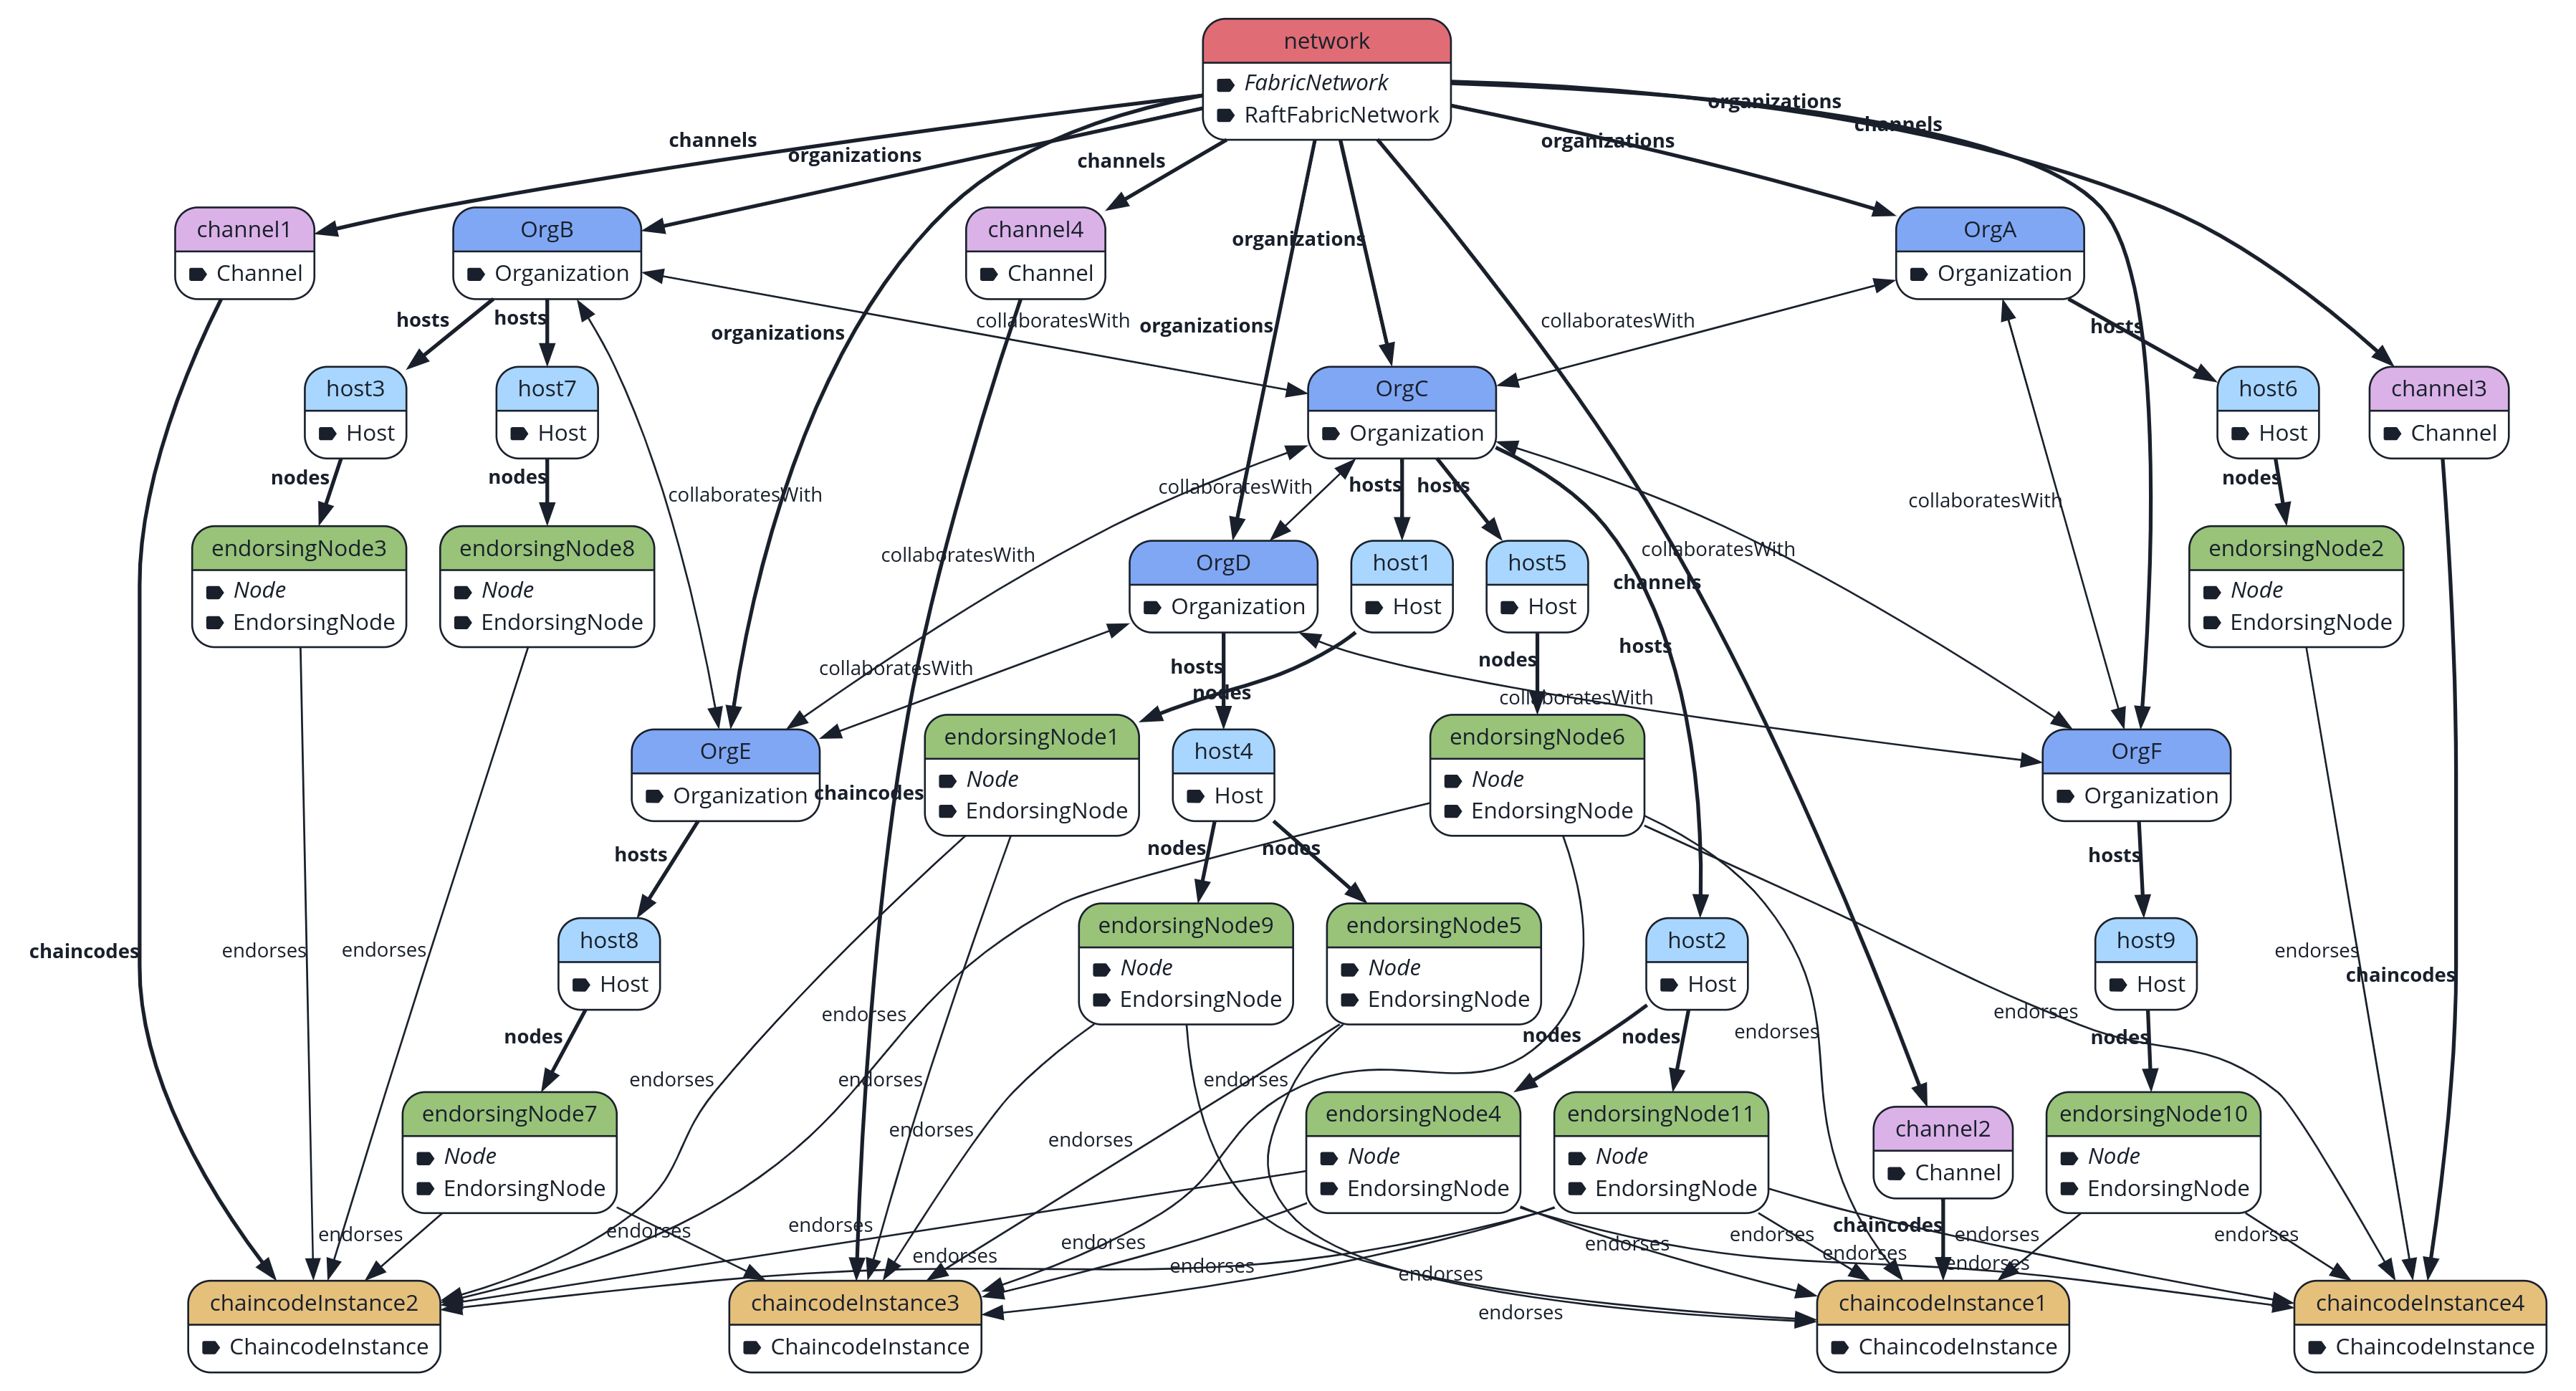 network
FabricNetwork
RaftFabricNetwork
organizations
channels
channels
organizations
organizations
channels
channel1
Channel
OrgB
Organization
channel4
Channel
OrgA
Organization
organizations
hosts
hosts
organizations
collaboratesWith
organizations
collaboratesWith
hosts
host3
Host
host7
Host
OrgC
Organization
host6
Host
channel3
Channel
nodes
nodes
collaboratesWith
collaboratesWith
hosts
hosts
collaboratesWith
nodes
endorsingNode3
Node
EndorsingNode
endorsingNode8
Node
EndorsingNode
collaboratesWith
OrgD
Organization
host1
Host
host5
Host
collaboratesWith
channels
endorsingNode2
Node
EndorsingNode
collaboratesWith
hosts
nodes
nodes
hosts
collaboratesWith
OrgE
Organization
chaincodes
endorsingNode1
Node
EndorsingNode
host4
Host
endorsingNode6
Node
EndorsingNode
OrgF
Organization
hosts
nodes
nodes
hosts
chaincodes
endorses
endorses
host8
Host
endorses
endorsingNode9
Node
EndorsingNode
endorsingNode5
Node
EndorsingNode
host2
Host
host9
Host
endorses
chaincodes
nodes
endorses
endorses
endorses
nodes
nodes
endorses
endorses
nodes
endorsingNode7
Node
EndorsingNode
endorses
endorses
endorsingNode4
Node
EndorsingNode
endorsingNode11
Node
EndorsingNode
channel2
Channel
endorsingNode10
Node
EndorsingNode
endorses
endorses
endorses
endorses
endorses
endorses
endorses
endorses
endorses
chaincodes
endorses
endorses
endorses
endorses
endorses
chaincodeInstance2
ChaincodeInstance
chaincodeInstance3
ChaincodeInstance
chaincodeInstance1
ChaincodeInstance
chaincodeInstance4
ChaincodeInstance